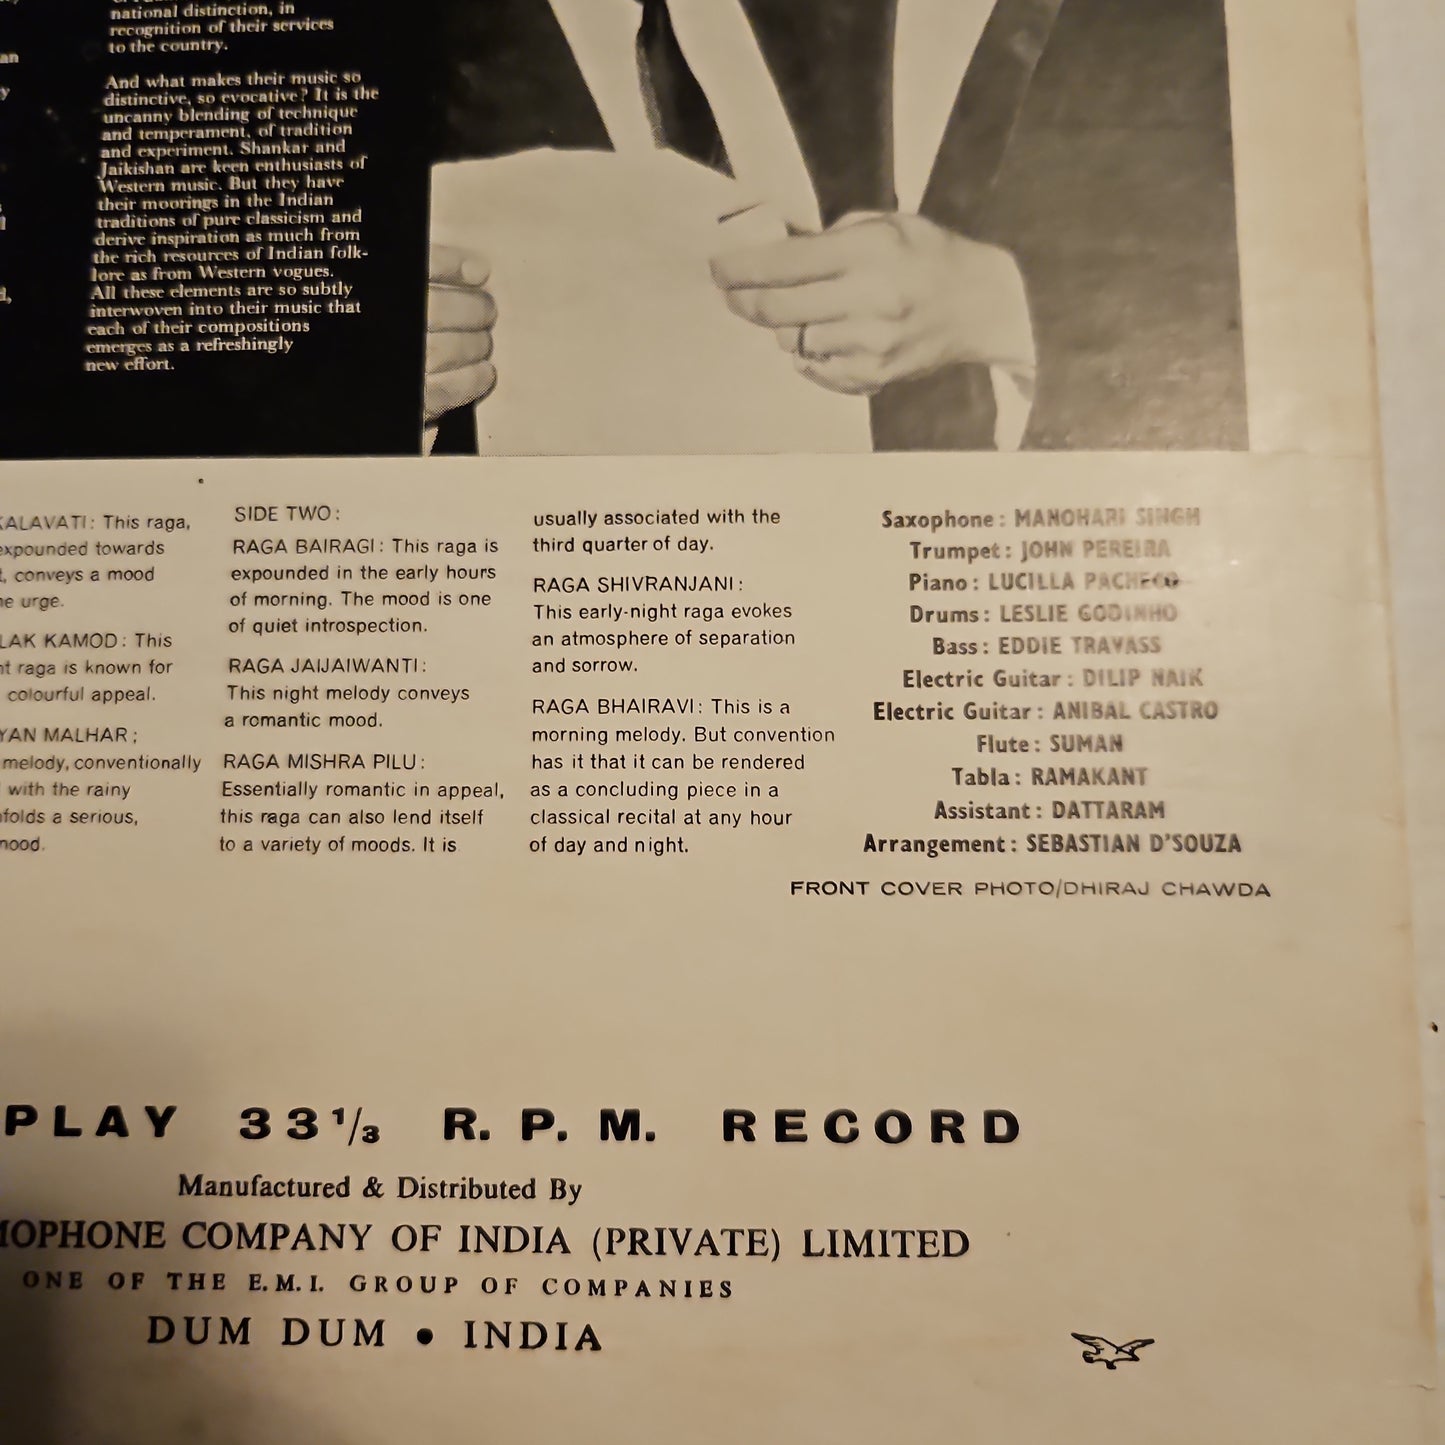 national distinction, in
recognition of their services
to the country.
And what makes their music so
distinctive, so evocative? It is the
uncanny blending of technique
and temperament, of tradition
and experiment. Shankar and
Jaikishan are keen enthusiasts of
Western music. But they have
their moorings in the Indian
traditions of pure classicism and
derive inspiration as much from
the rich resources of Indian folk-
lore as from Western vogues.
All these elements are so subtly
interwoven into their music that
each of their compositions
emerges as a refreshingly
new effort.
KALAVATI: This raga,
expounded towards
, conveys a mood
urge.
LAK KAMOD: This
raga is known for
colourful appeal.
YAN MALHAR;
melody, conventionally
with the rainy
folds a serious,
mood.
SIDE TWO:
RAGA BAIRAGI: This raga is
expounded in the early hours
of morning. The mood is one
of quiet introspection.
RAGA JAIJAIWANTI:
This night melody conveys
a romantic mood.
RAGA MISHRA PILU:
Essentially romantic in appeal,
this raga can also lend itself
to a variety of moods. It is
usually associated with the
third quarter of day.
RAGA SHIVRANJANI:
This early-night raga evokes
an atmosphere of separation
and sorrow.
RAGA BHAIRAVI: This is a
morning melody. But convention
has it that it can be rendered
as a concluding piece in a
classical recital at any hour
of day and night.
Saxophone: MANOHARI SINGH
Trumpet: JOHN PEREIRA
Piano: LUCILLA PACHECO
Drums: LESLIE GODINHO
Bass: EDDIE TRAVASS
Electric Guitar: DILIP NAIK
Electric Guitar: ANIBAL CASTRO
Flute: SUMAN
Tabla: RAMAKANT
Assistant: DATTARAM
Arrangement: SEBASTIAN D'SOUZA
FRONT COVER PHOTO/DHIRAJ CHAWDA
PLAY 33⅓ R. P. M. RECORD
Manufactured & Distributed By
MOPHONE COMPANY OF INDIA (PRIVATE) LIMITED
ONE OF THE E.M.I. GROUP OF COMPANIES
DUM DUM • INDIA